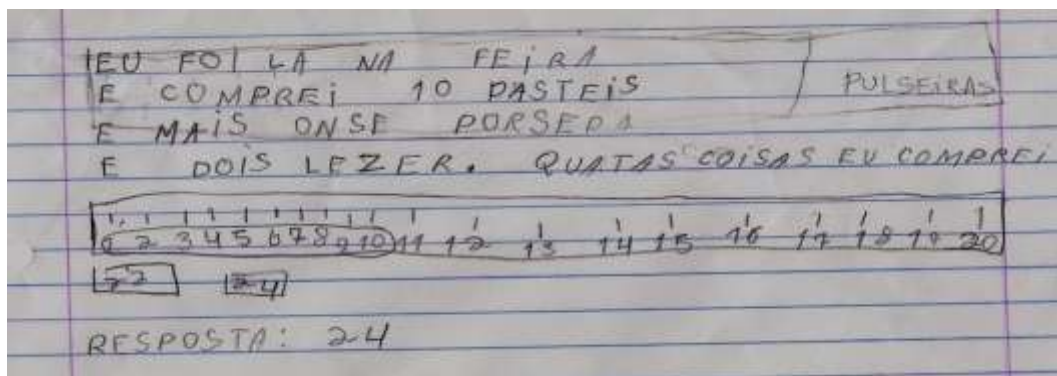 EU FOI LA NA FEiRA
E COMPREi 10 PASTEiS
PULSEiRAS
E MAiS ONSE PORSERA
E DOIS LEZER. QUATAS COISAS EU COMPREi
1 2 3 4 5 6 7 8 9 10 11 12 13 14 15 16 17 18 19 20
22 24
RESPOSTA: 24